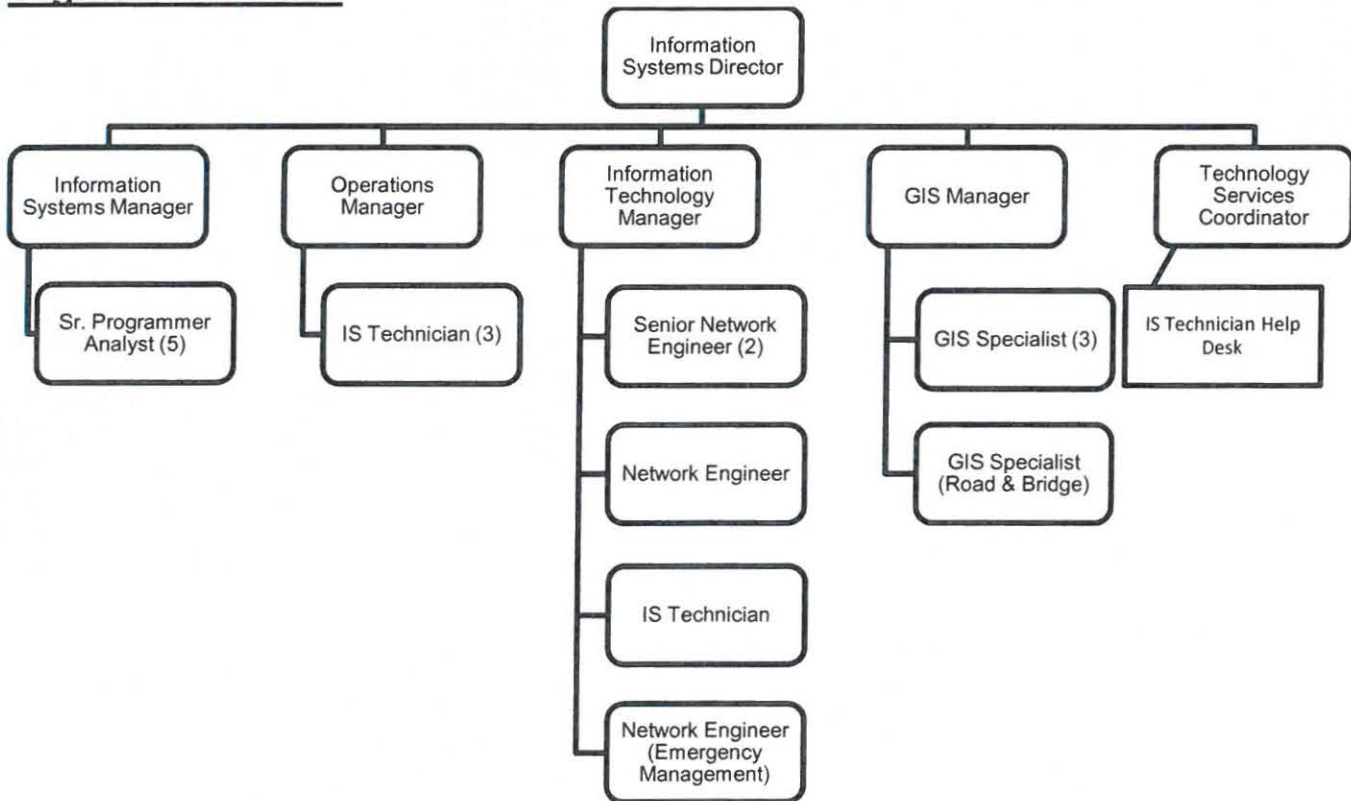 Information
Systems Director
Information
Systems Manager
Operations
Manager
Information
Technology
Manager
GIS Manager
Technology
Services
Coordinator
Sr. Programmer
Analyst (5)
IS Technician (3)
Senior Network
Engineer (2)
GIS Specialist (3)
IS Technician Help
Desk
Network Engineer
GIS Specialist
(Road & Bridge)
IS Technician
Network Engineer
(Emergency
Management)